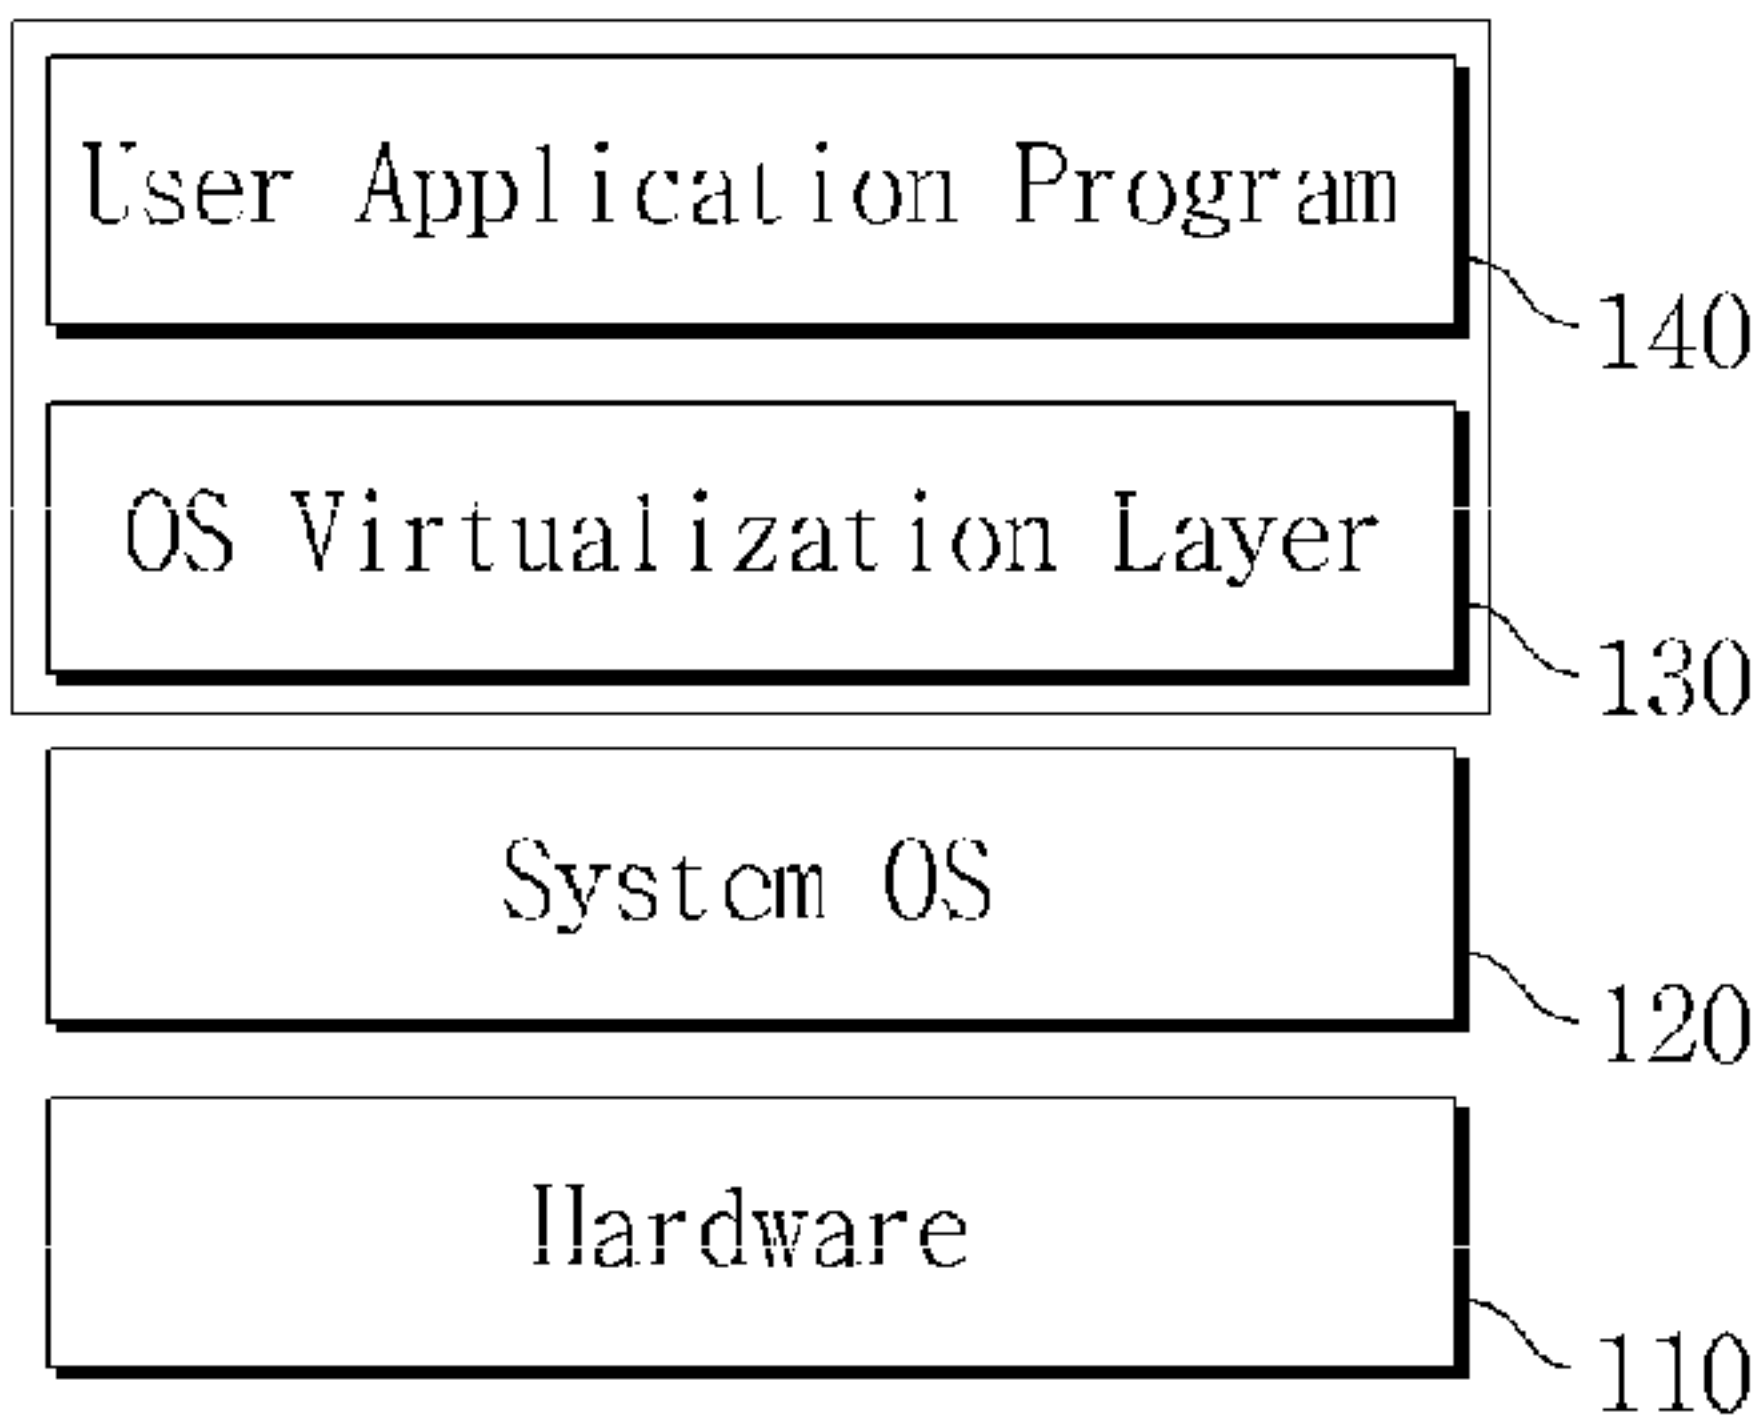 User Application Program
140
OS Virtualization Layer
130
System OS
120
Hardware
110